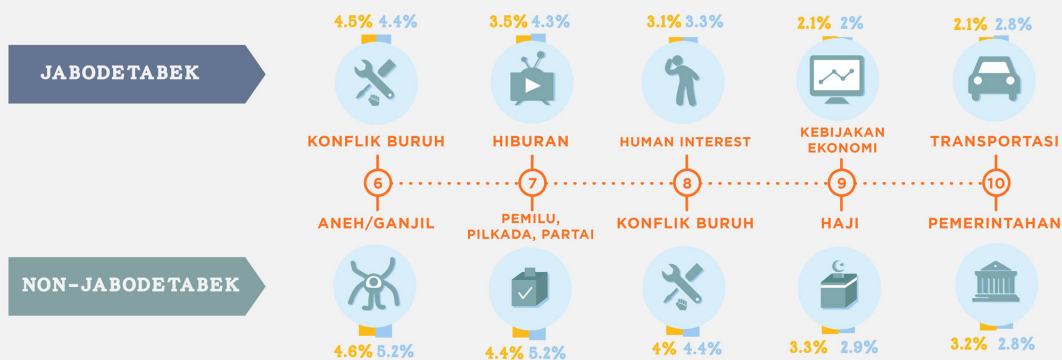 4.5% 4.4% 3.5% 4.3% 3.1% 3.3% 2.1% 2% 2.1% 2.8%
JABODETABEK
KONFLIK BURUH
HIBURAN
HUMAN INTEREST
KEBIJAKAN
EKONOMI
TRANSPORTASI
6 7 8 9 10
ANEH/GANJIL
PEMILU,
PILKADA, PARTAI
KONFLIK BURUH
HAJI
PEMERINTAHAN
NON-JABODETABEK
4.6% 5.2% 4.4% 5.2% 4% 4.4% 3.3% 2.9% 3.2% 2.8%